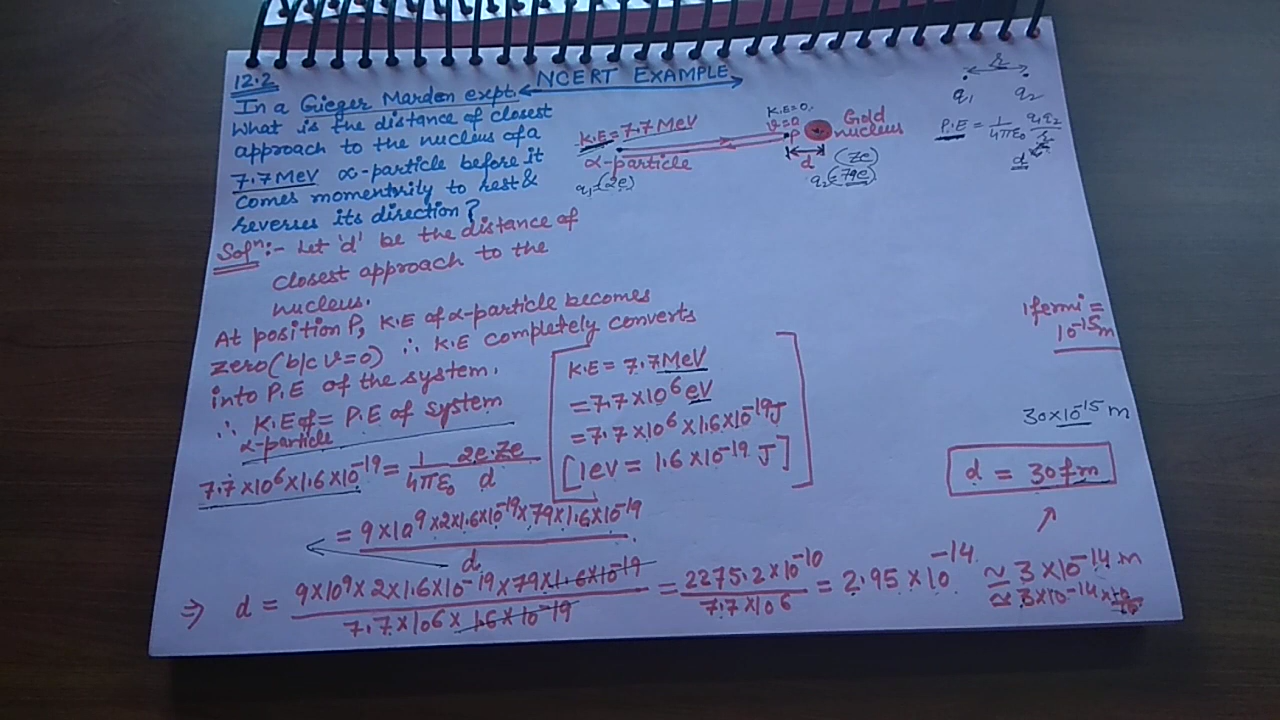 12.2
NCERT EXAMPLE
In a Gieger Marden expt.
What is the distance of closest
approach to the nucleus of a
7.7 MeV α-particle before it
comes momentrily to rest &
reverses its direction?
K.E = 7.7 MeV
α-particle
q₁ (2e)
K.E=0,
v=0
P
Gold
nucleus
d
(Ze)
q₂ (79e)
r
q₁ q₂
P.E = 1/4πε₀ q₁q₂/r
d
Solⁿ:- Let 'd' be the distance of
closest approach to the
nucleus.
At position P, K.E of α-particle becomes
zero (b/c v=0) ∴ K.E completely converts
into P.E of the system.
∴ K.E of = P.E of system
α-particle
[K.E = 7.7 MeV
= 7.7 × 10⁶ eV
= 7.7 × 10⁶ × 1.6 × 10⁻¹⁹ J
[1 eV = 1.6 × 10⁻¹⁹ J]]
7.7 × 10⁶ × 1.6 × 10⁻¹⁹ = 1/4πε₀ 2e·Ze/d
= 9 × 10⁹ × 2 × 1.6 × 10⁻¹⁹ × 79 × 1.6 × 10⁻¹⁹/d
⇒ d = 9 × 10⁹ × 2 × 1.6 × 10⁻¹⁹ × 79 × 1.6 × 10⁻¹⁹/7.7 × 10⁶ × 1.6 × 10⁻¹⁹ = 2275.2 × 10⁻¹⁰/7.7 × 10⁶ = 2.95 × 10⁻¹⁴ ≃ 3 × 10⁻¹⁴ m
≃ 3 × 10⁻¹⁴ ×
1 fermi =
10⁻¹⁵ m
30 × 10⁻¹⁵ m
d = 30 fm